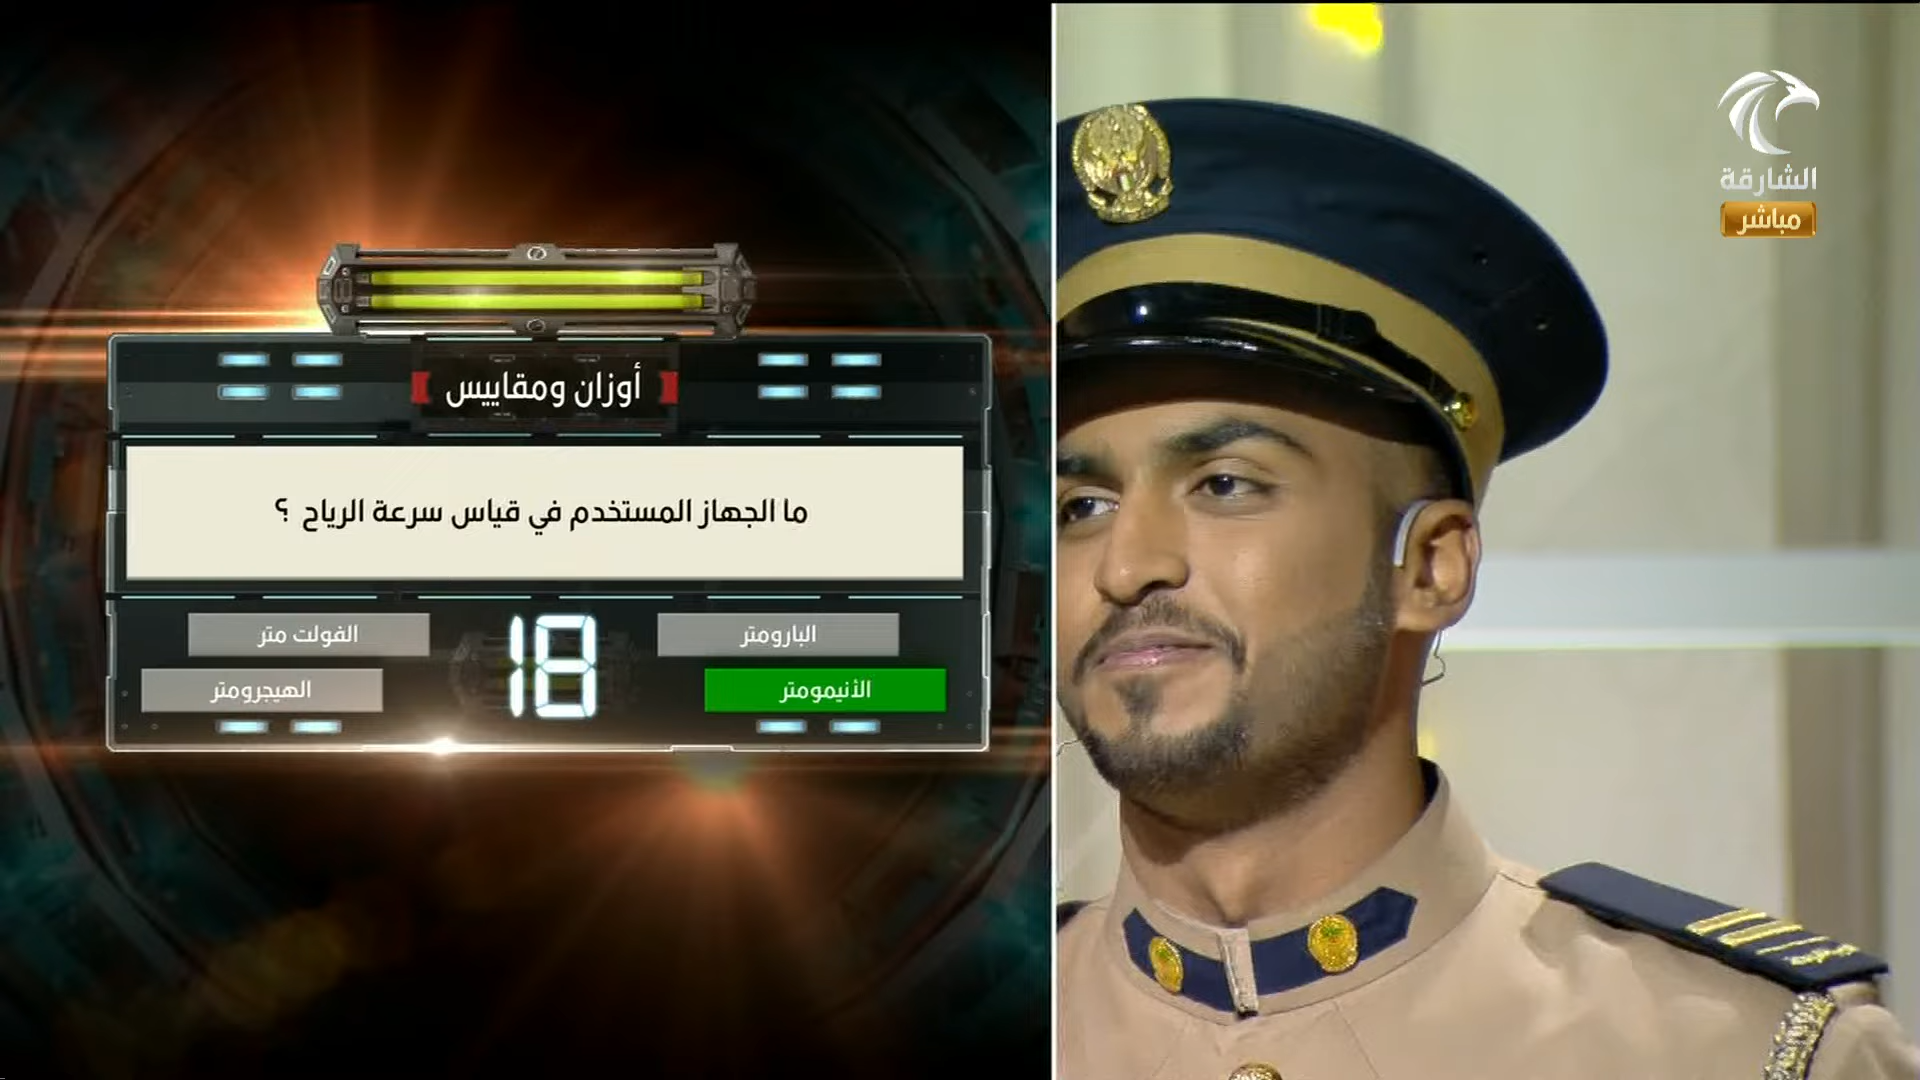 أوزان ومقاييس
ما الجهاز المستخدم في قياس سرعة الرياح ؟
البارومتر
الفولت متر
18
الأنيمومتر
الهيجرومتر
الشارقة
مباشر